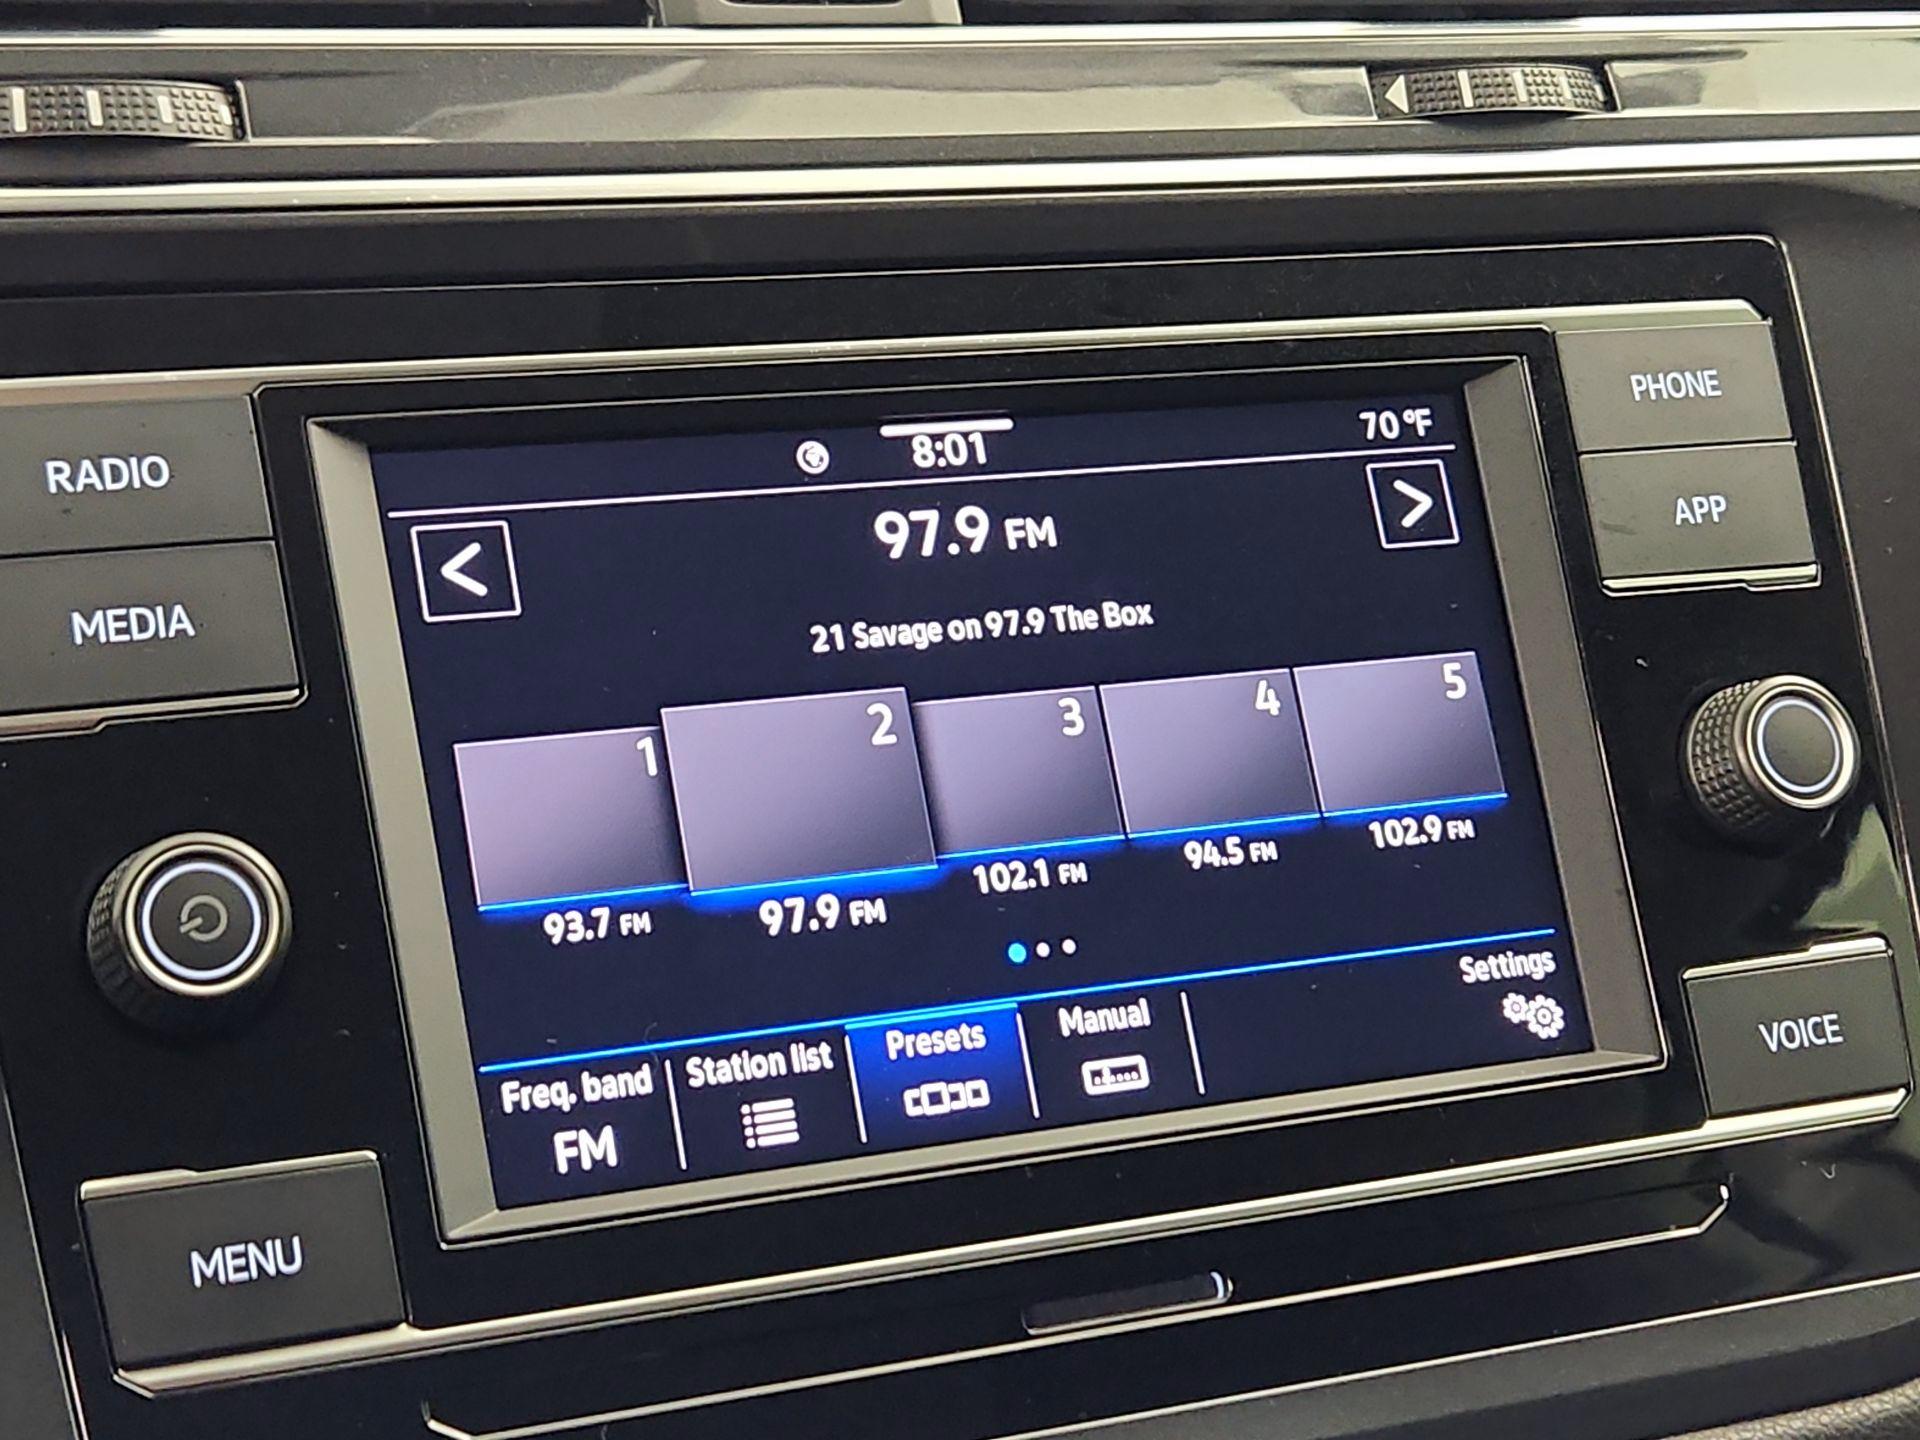 8:01
70 °F
97.9 FM
21 Savage on 97.9 The Box
1
2
3
4
5
93.7 FM
97.9 FM
102.1 FM
94.5 FM
102.9 FM
Freq. band
FM
Station list
Presets
Manual
Settings
RADIO
MEDIA
MENU
PHONE
APP
VOICE